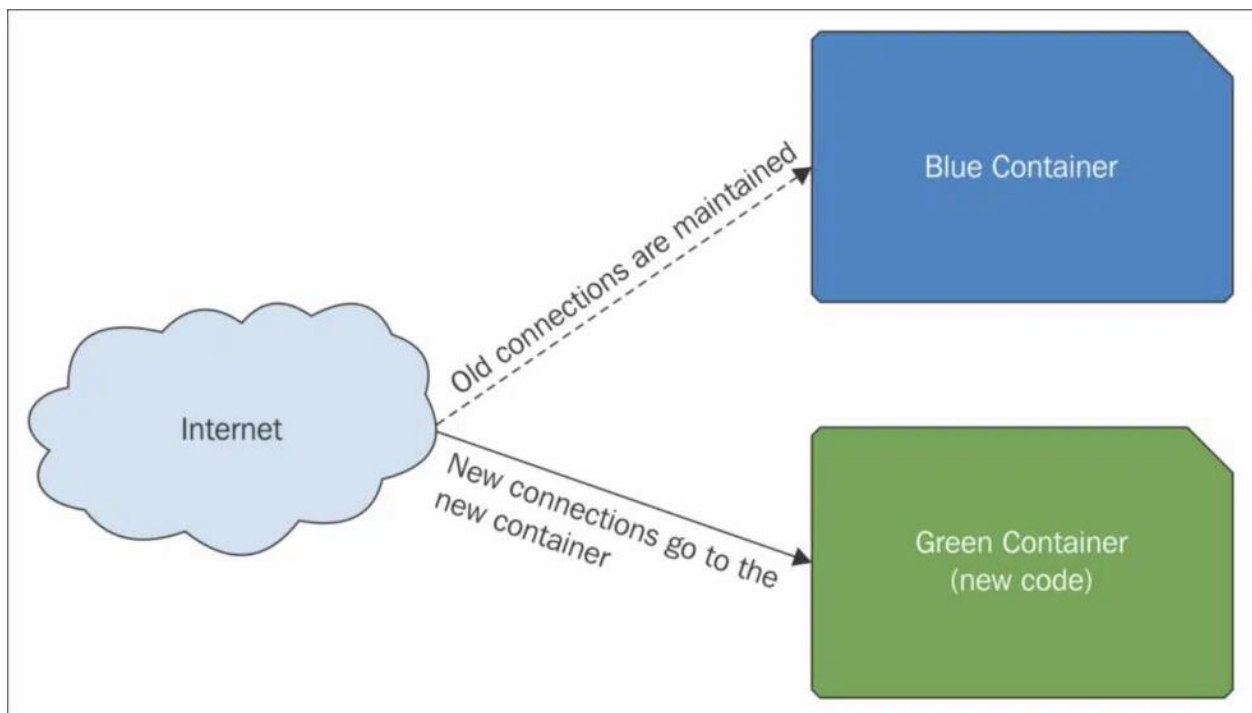 Blue Container
Old connections are maintained
Internet
New connections go to the
new container
Green Container
(new code)